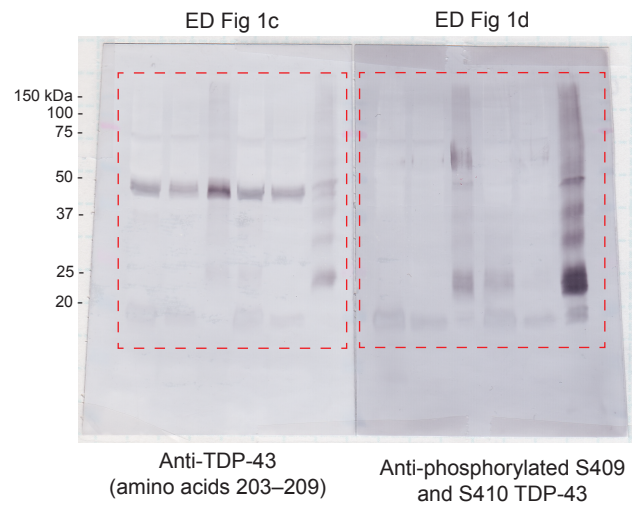 ED Fig 1c
ED Fig 1d
150 kDa -
100 -
75 -
50 -
37 -
25 -
20 -
Anti-TDP-43
(amino acids 203–209)
Anti-phosphorylated S409
and S410 TDP-43